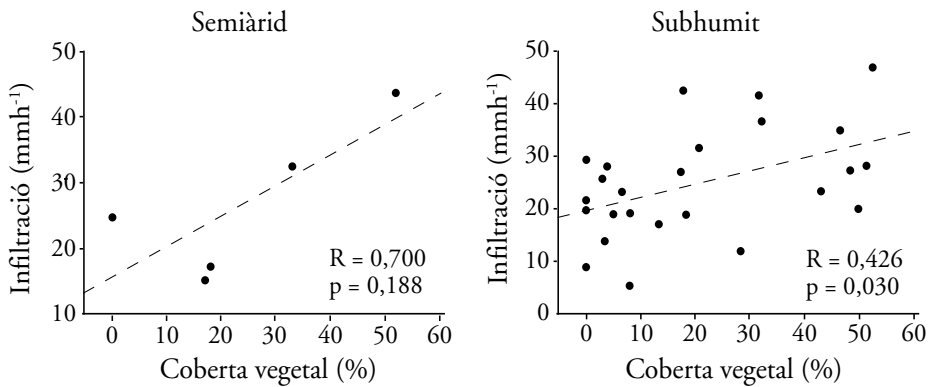 Semiàrid
50
40
30
20
10
0
10
20
30
40
50
60
Infiltració (mmh⁻¹)
Coberta vegetal (%)
R = 0,700
p = 0,188
Subhumit
50
40
30
20
10
0
0
10
20
30
40
50
60
Infiltració (mmh⁻¹)
Coberta vegetal (%)
R = 0,426
p = 0,030